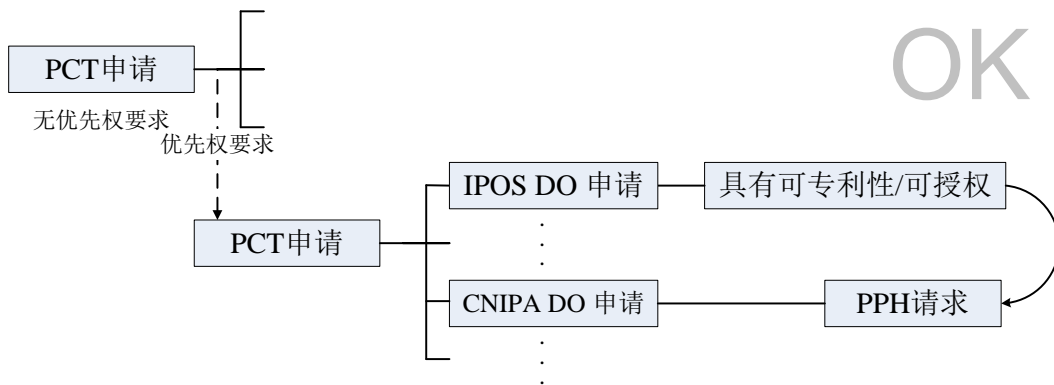 OK
PCT申请
无优先权要求
优先权要求
IPOS DO 申请
具有可专利性/可授权
PCT申请
CNIPA DO 申请
PPH请求